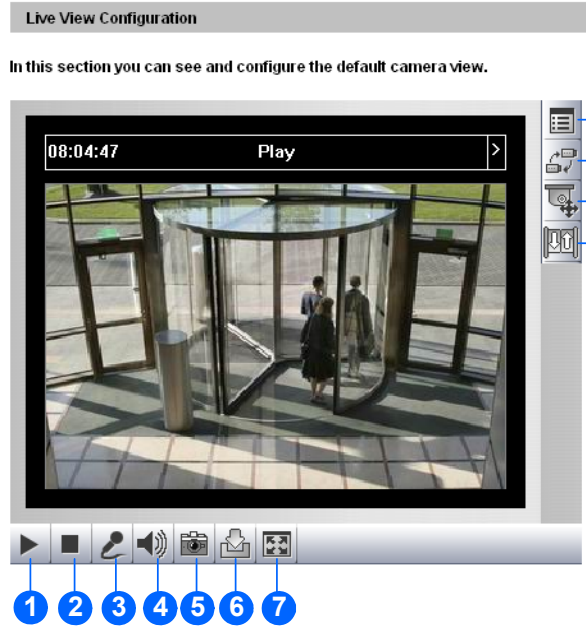 Live View Configuration
In this section you can see and configure the default camera view.
08:04:47 Play >
1 2 3 4 5 6 7